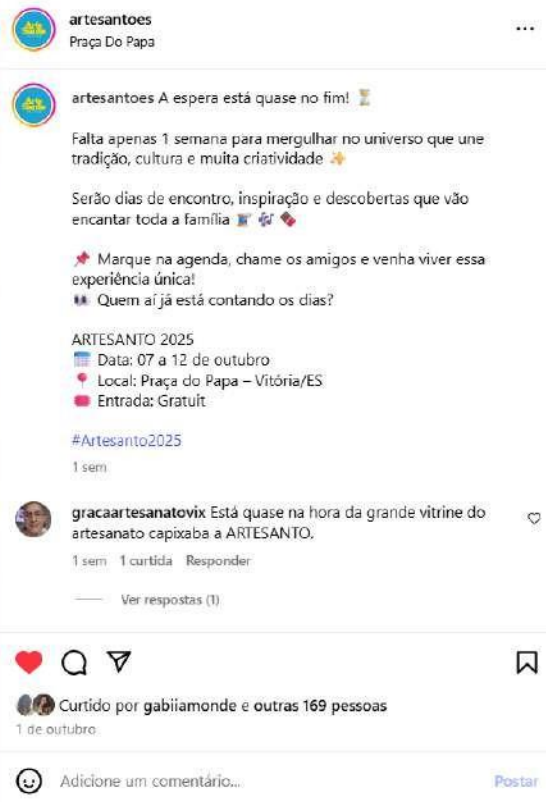 artesantoes
Praça Do Papa
artesantoes A espera está quase no fim!
Falta apenas 1 semana para mergulhar no universo que une
tradição, cultura e muita criatividade
Serão dias de encontro, inspiração e descobertas que vão
encantar toda a família
Marque na agenda, chame os amigos e venha viver essa
experiência única!
Quem aí já está contando os dias?
ARTESANTO 2025
Data: 07 a 12 de outubro
Local: Praça do Papa – Vitória/ES
Entrada: Gratuit
#Artesanto2025
1 sem
gracaartesanatovix Está quase na hora da grande vitrine do
artesanato capixaba a ARTESANTO.
1 sem 1 curtida Responder
Ver respostas (1)
Curtido por gabiiamonde e outras 169 pessoas
1 de outubro
Adicione um comentário... Postar